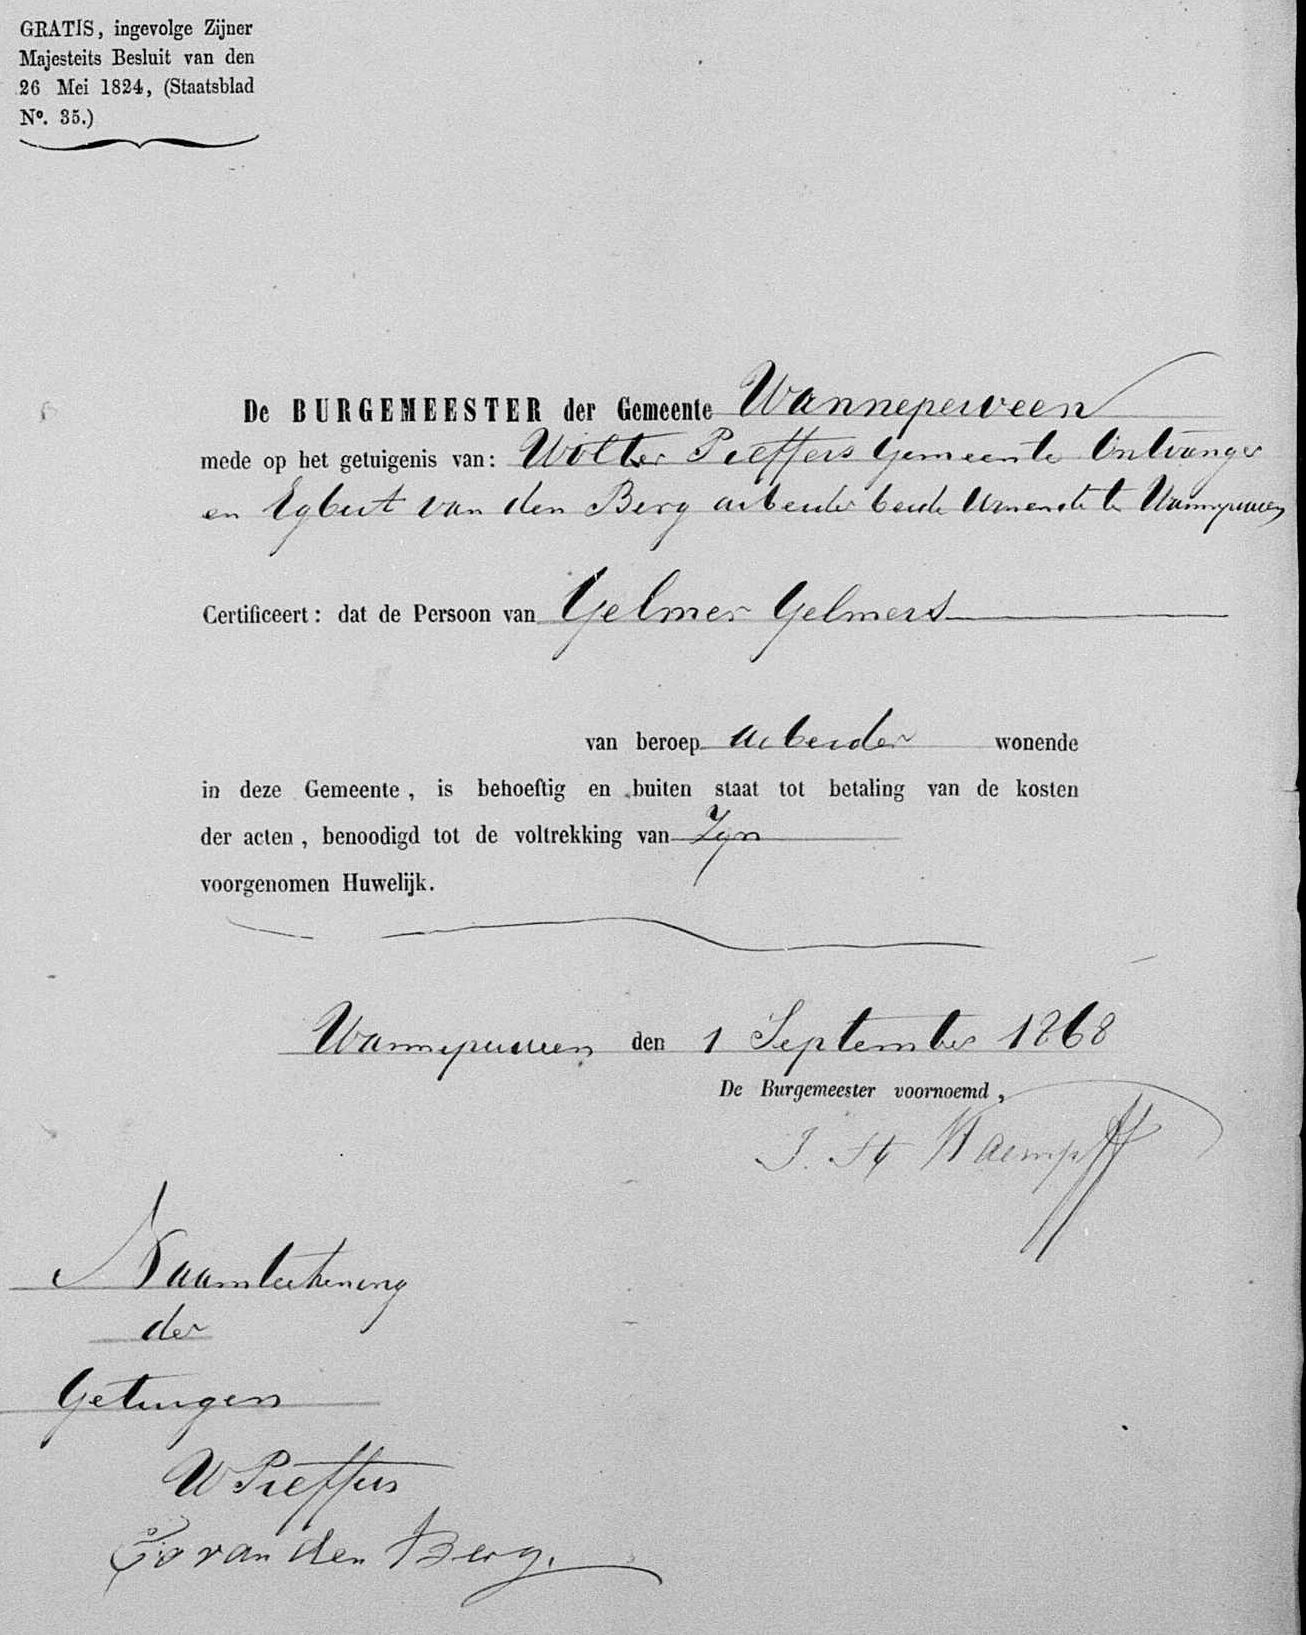 GRATIS, ingevolge Zijner
Majesteits Besluit van den
26 Mei 1824, (Staatsblad
Nº. 35.)
De BURGEMEESTER der Gemeente Wanneperveen
mede op het getuigenis van: Wolter Pieffers Gemeente Ontvanger
en Egbert van den Berg arbeider beide wonende te Wanneperveen
Certificeert: dat de Persoon van Gelmer Gelmers
van beroep arbeider wonende
in deze Gemeente, is behoeftig en buiten staat tot betaling van de kosten
der acten, benoodigd tot de voltrekking van Zyn
voorgenomen Huwelijk.
Wanneperveen den 1 September 1868
De Burgemeester voornoemd,
Naamteekening
der
Getuigen
W Pieffers
van den Berg.